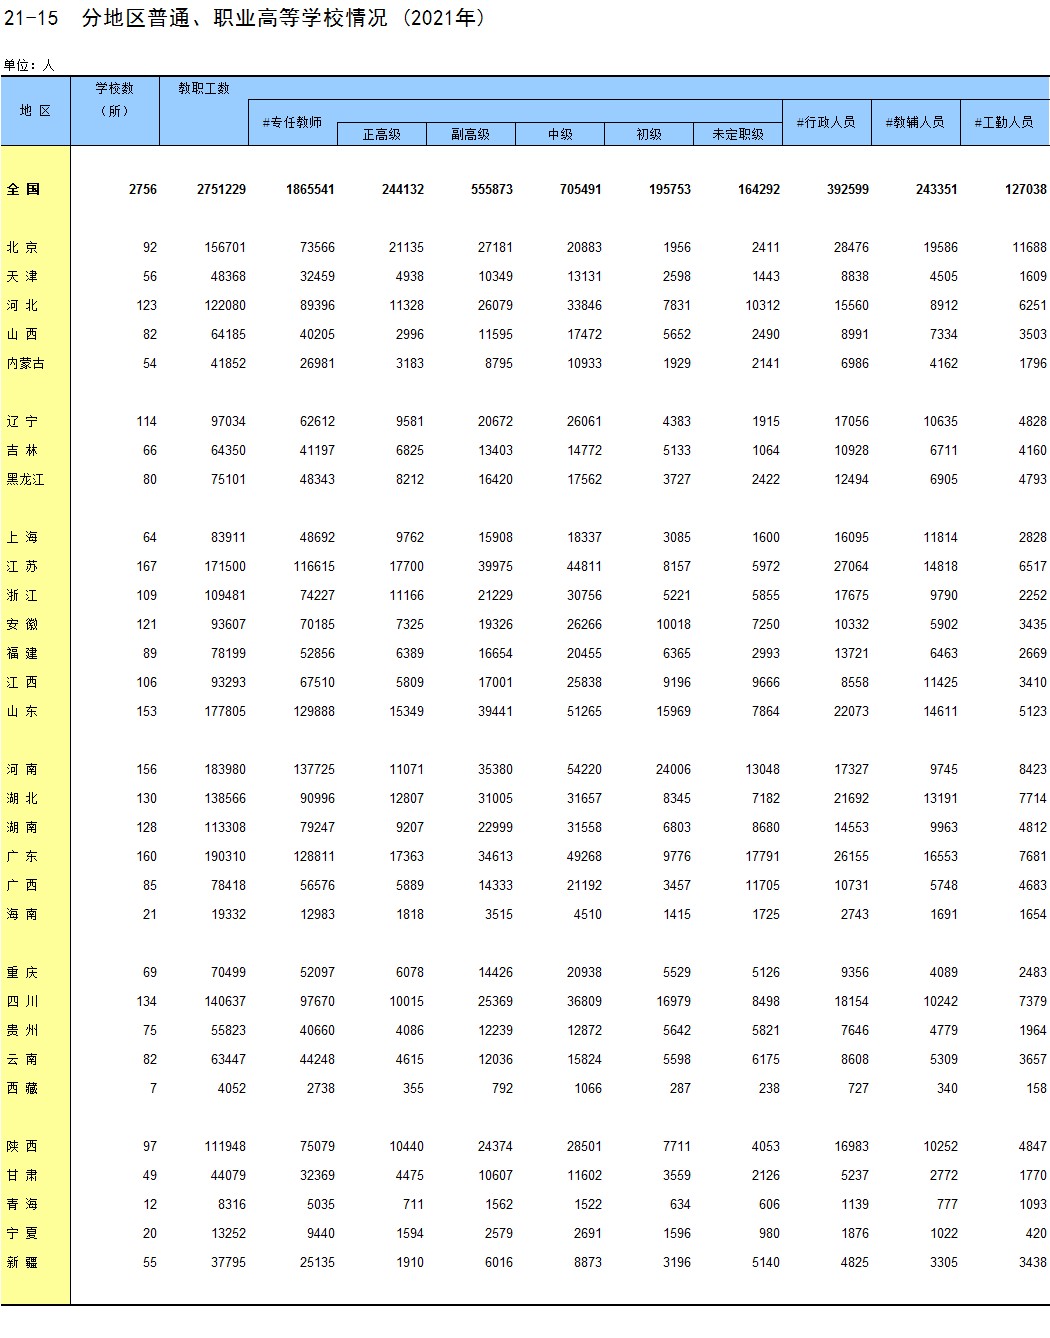 21-15 分地区普通、职业高等学校情况 (2021年)
单位：人
地 区 学校数 (所) 教职工数 #专任教师 正高级 副高级 中级 初级 未定职级 #行政人员 #教辅人员 #工勤人员
全 国 2756 2751229 1865541 244132 555873 705491 195753 164292 392599 243351 127038
北 京 92 156701 73566 21135 27181 20883 1956 2411 28476 19586 11688
天 津 56 48368 32459 4938 10349 13131 2598 1443 8838 4505 1609
河 北 123 122080 89396 11328 26079 33846 7831 10312 15560 8912 6251
山 西 82 64185 40205 2996 11595 17472 5652 2490 8991 7334 3503
内蒙古 54 41852 26981 3183 8795 10933 1929 2141 6986 4162 1796
辽 宁 114 97034 62612 9581 20672 26061 4383 1915 17056 10635 4828
吉 林 66 64350 41197 6825 13403 14772 5133 1064 10928 6711 4160
黑龙江 80 75101 48343 8212 16420 17562 3727 2422 12494 6905 4793
上 海 64 83911 48692 9762 15908 18337 3085 1600 16095 11814 2828
江 苏 167 171500 116615 17700 39975 44811 8157 5972 27064 14818 6517
浙 江 109 109481 74227 11166 21229 30756 5221 5855 17675 9790 2252
安 徽 121 93607 70185 7325 19326 26266 10018 7250 10332 5902 3435
福 建 89 78199 52856 6389 16654 20455 6365 2993 13721 6463 2669
江 西 106 93293 67510 5809 17001 25838 9196 9666 8558 11425 3410
山 东 153 177805 129888 15349 39441 51265 15969 7864 22073 14611 5123
河 南 156 183980 137725 11071 35380 54220 24006 13048 17327 9745 8423
湖 北 130 138566 90996 12807 31005 31657 8345 7182 21692 13191 7714
湖 南 128 113308 79247 9207 22999 31558 6803 8680 14553 9963 4812
广 东 160 190310 128811 17363 34613 49268 9776 17791 26155 16553 7681
广 西 85 78418 56576 5889 14333 21192 3457 11705 10731 5748 4683
海 南 21 19332 12983 1818 3515 4510 1415 1725 2743 1691 1654
重 庆 69 70499 52097 6078 14426 20938 5529 5126 9356 4089 2483
四 川 134 140637 97670 10015 25369 36809 16979 8498 18154 10242 7379
贵 州 75 55823 40660 4086 12239 12872 5642 5821 7646 4779 1964
云 南 82 63447 44248 4615 12036 15824 5598 6175 8608 5309 3657
西 藏 7 4052 2738 355 792 1066 287 238 727 340 158
陕 西 97 111948 75079 10440 24374 28501 7711 4053 16983 10252 4847
甘 肃 49 44079 32369 4475 10607 11602 3559 2126 5237 2772 1770
青 海 12 8316 5035 711 1562 1522 634 606 1139 777 1093
宁 夏 20 13252 9440 1594 2579 2691 1596 980 1876 1022 420
新 疆 55 37795 25135 1910 6016 8873 3196 5140 4825 3305 3438